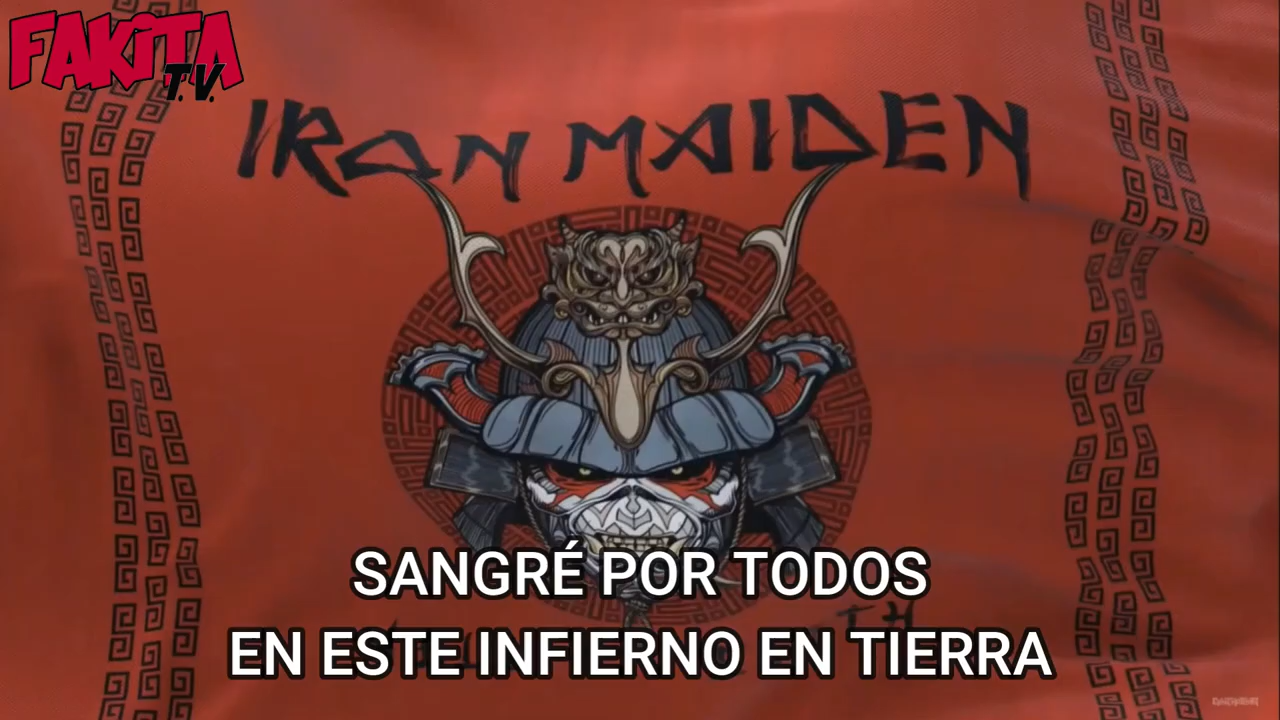 FAKITA
T.V.
IRON MAIDEN
SANGRÉ POR TODOS
EN ESTE INFIERNO EN TIERRA